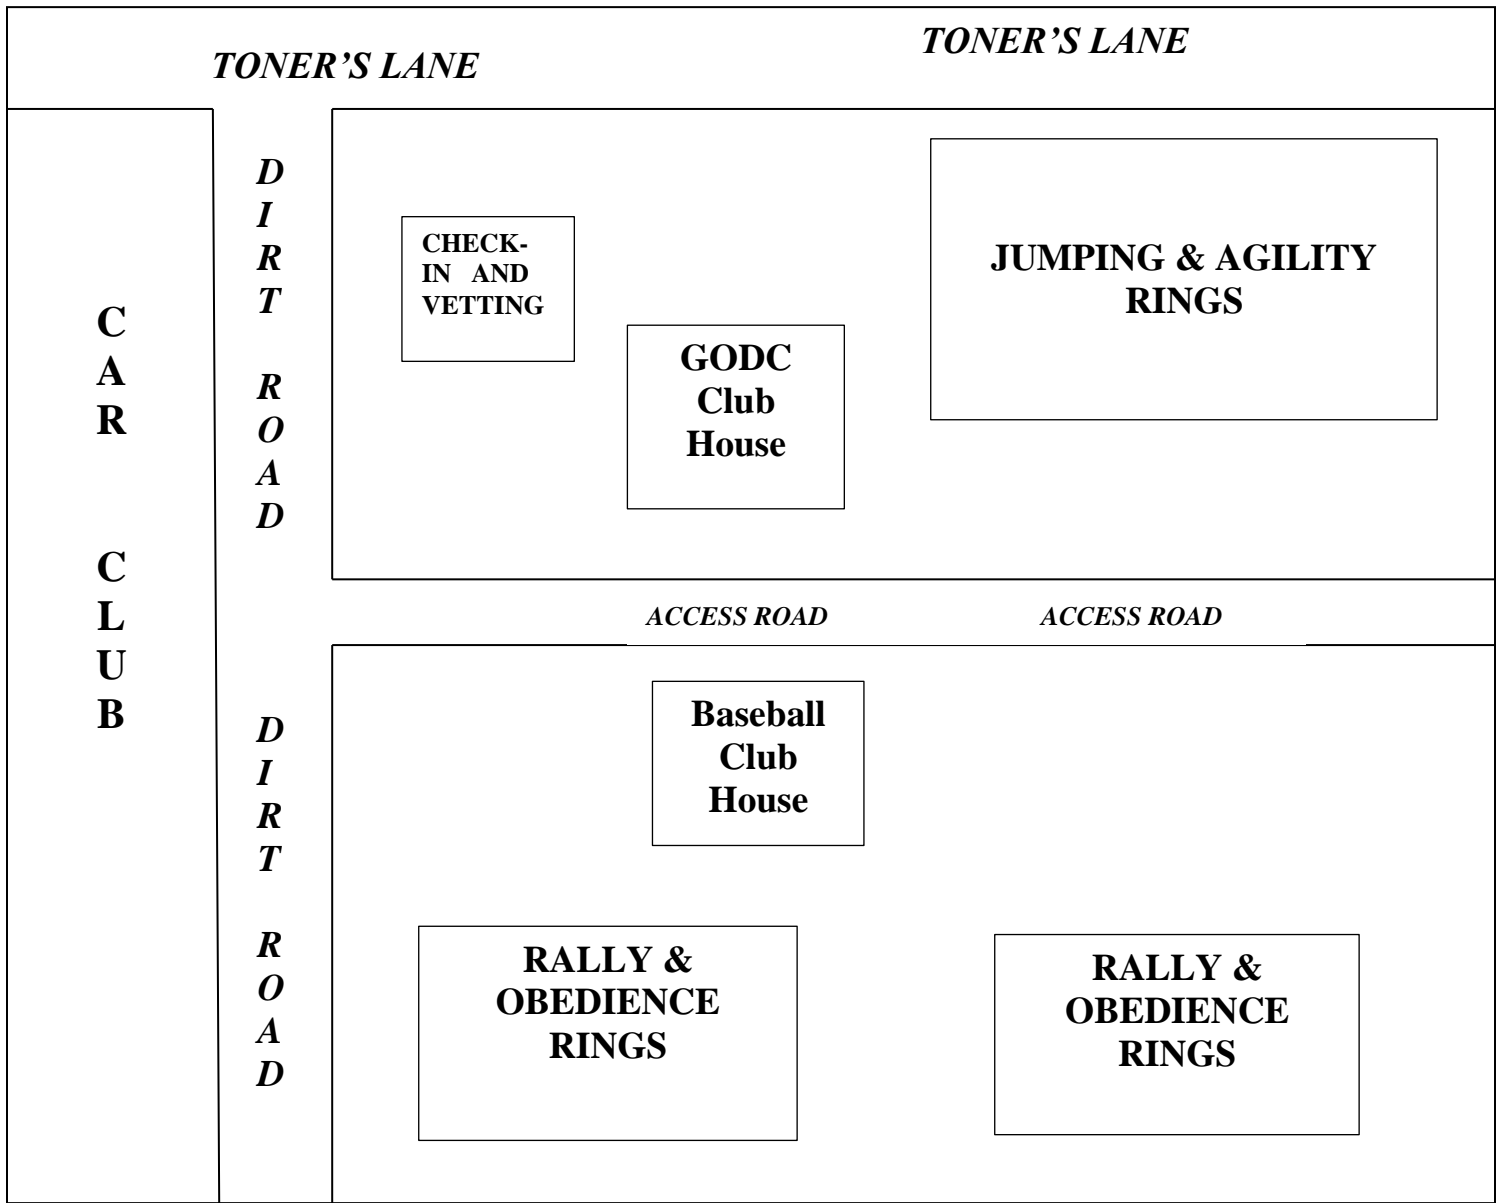 TONER’S LANE
TONER’S LANE
C
A
R
C
L
U
B
D
I
R
T
R
O
A
D
CHECK-
IN AND
VETTING
GODC
Club
House
JUMPING & AGILITY
RINGS
ACCESS ROAD
ACCESS ROAD
D
I
R
T
R
O
A
D
Baseball
Club
House
RALLY &
OBEDIENCE
RINGS
RALLY &
OBEDIENCE
RINGS